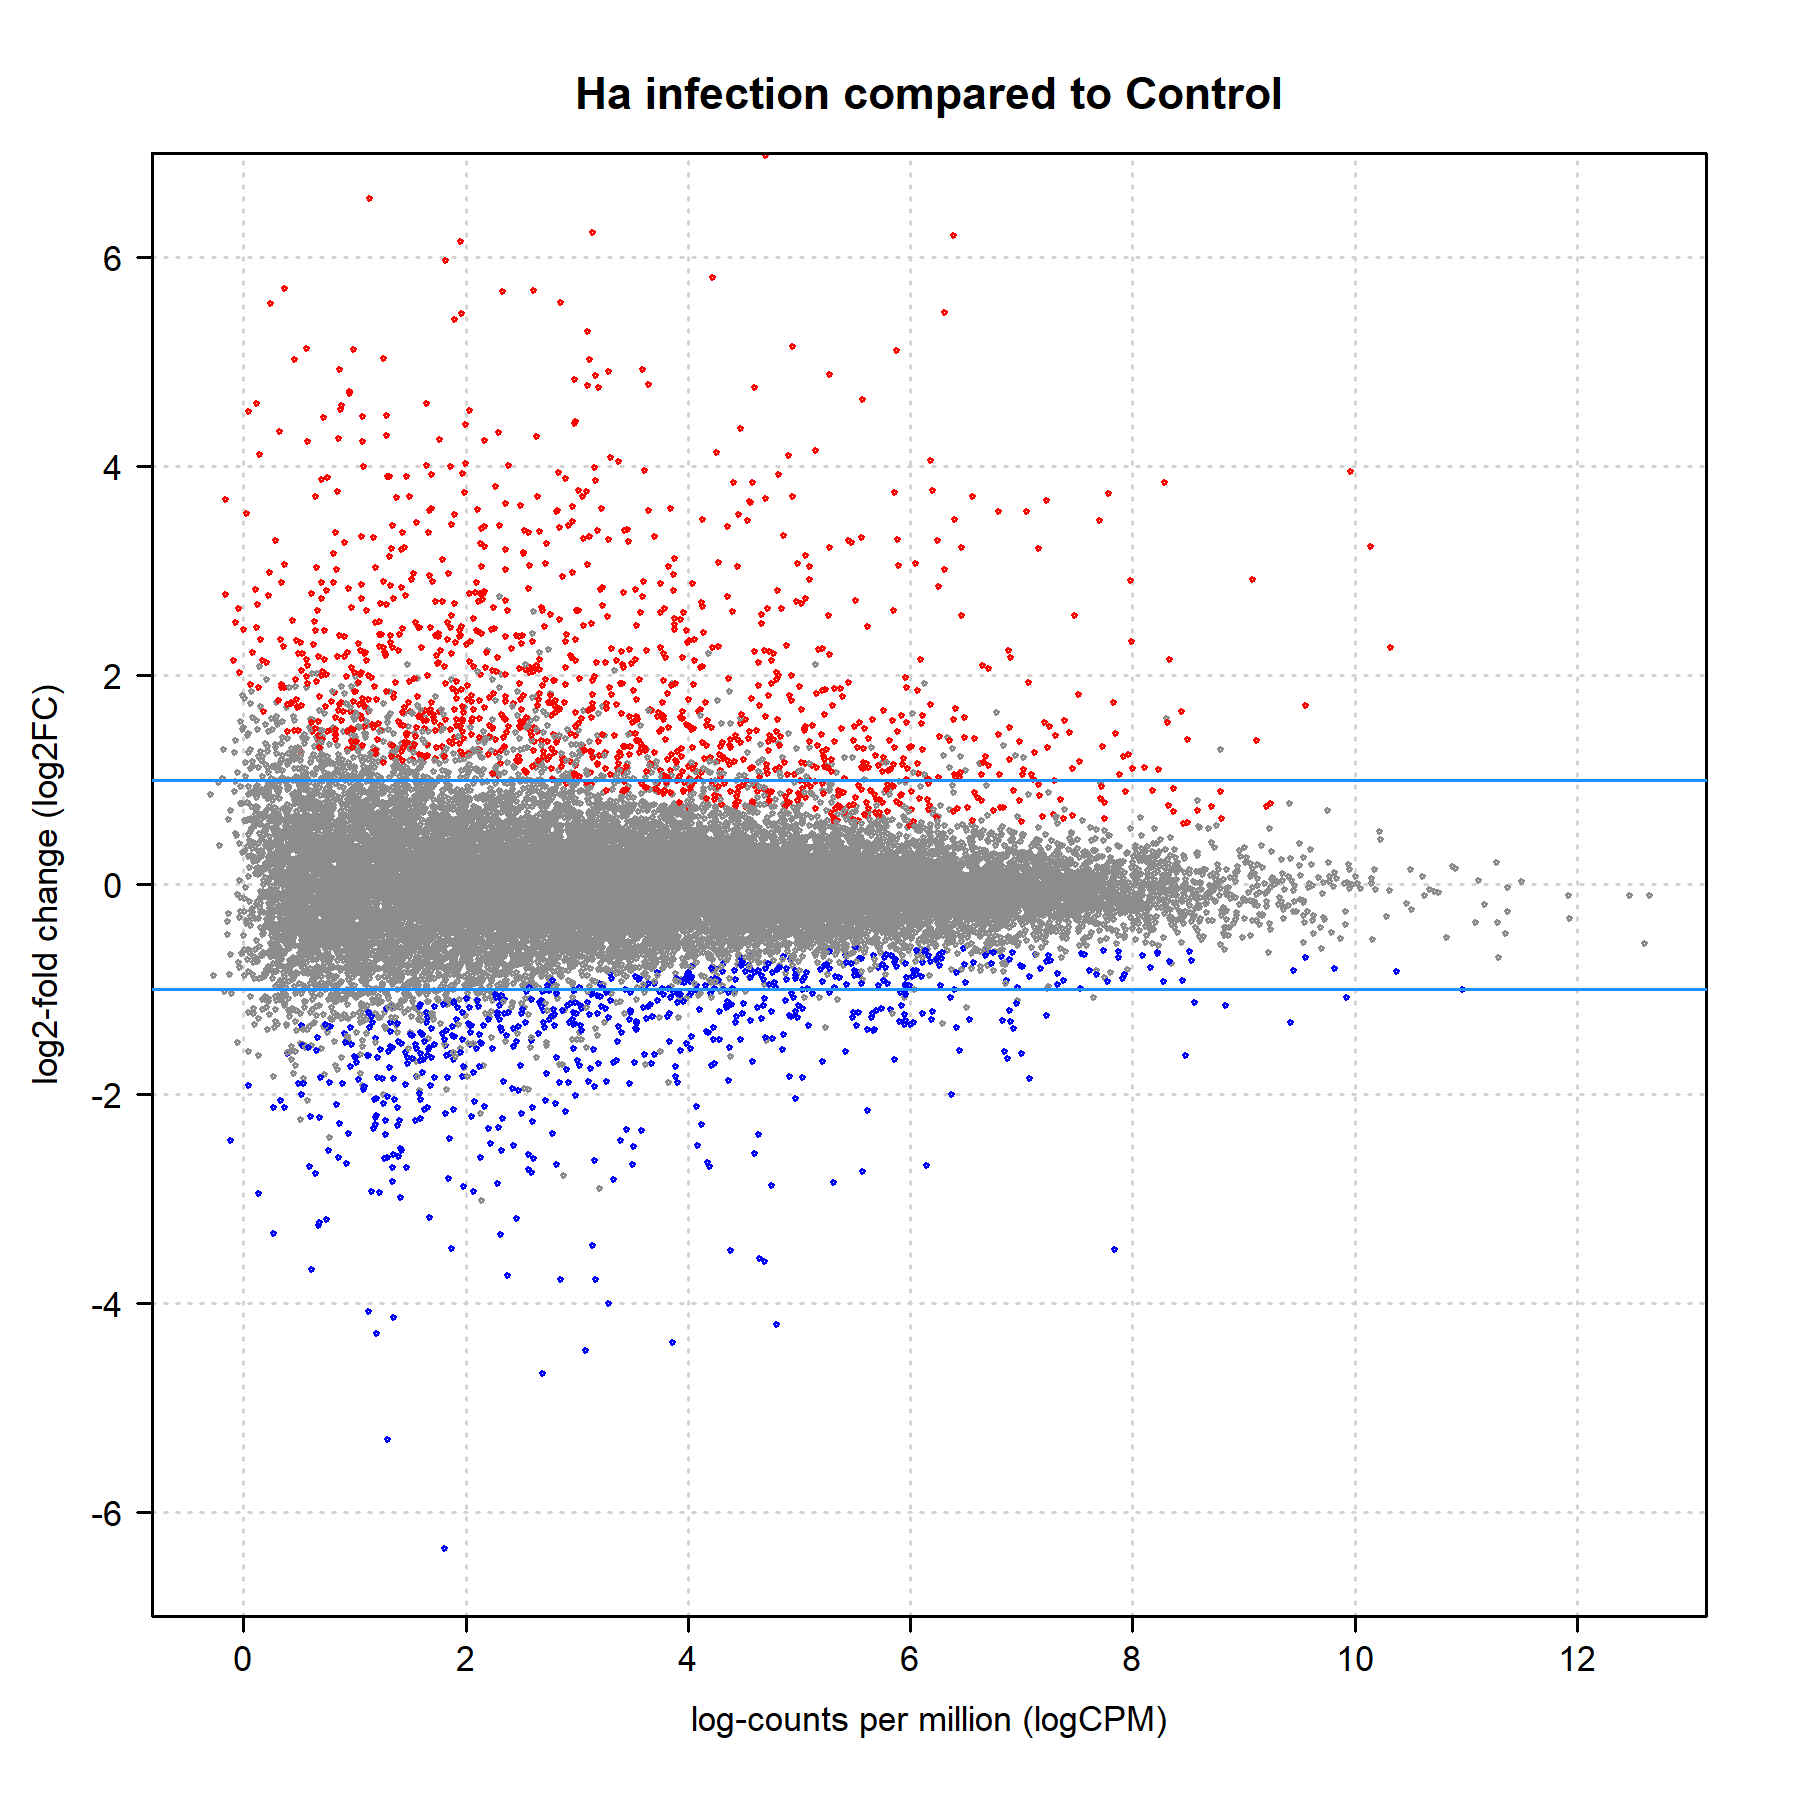 Ha infection compared to Control
log2-fold change (log2FC)
6
4
2
0
-2
-4
-6
0 2 4 6 8 10 12
log-counts per million (logCPM)